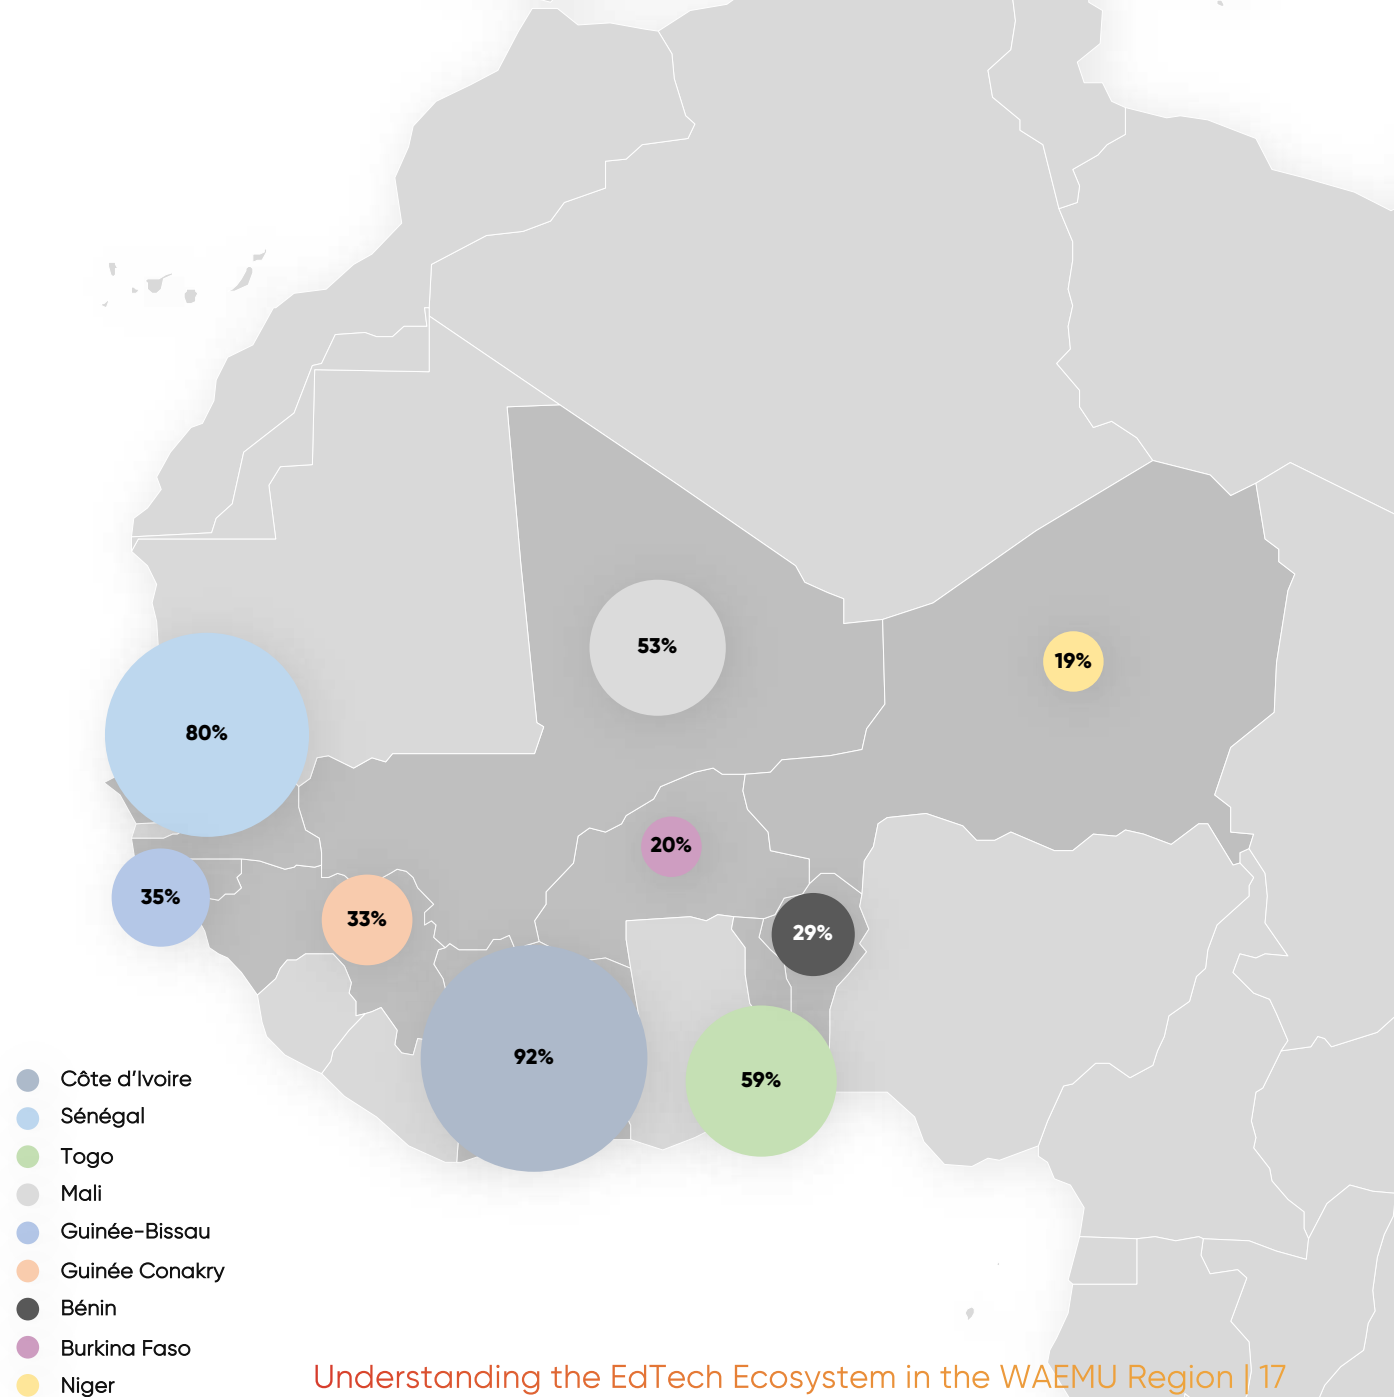 53%
19%
80%
20%
35%
33%
29%
92%
59%
Côte d’Ivoire
Sénégal
Togo
Mali
Guinée-Bissau
Guinée Conakry
Bénin
Burkina Faso
Niger
Understanding the EdTech Ecosystem in the WAEMU Region | 17